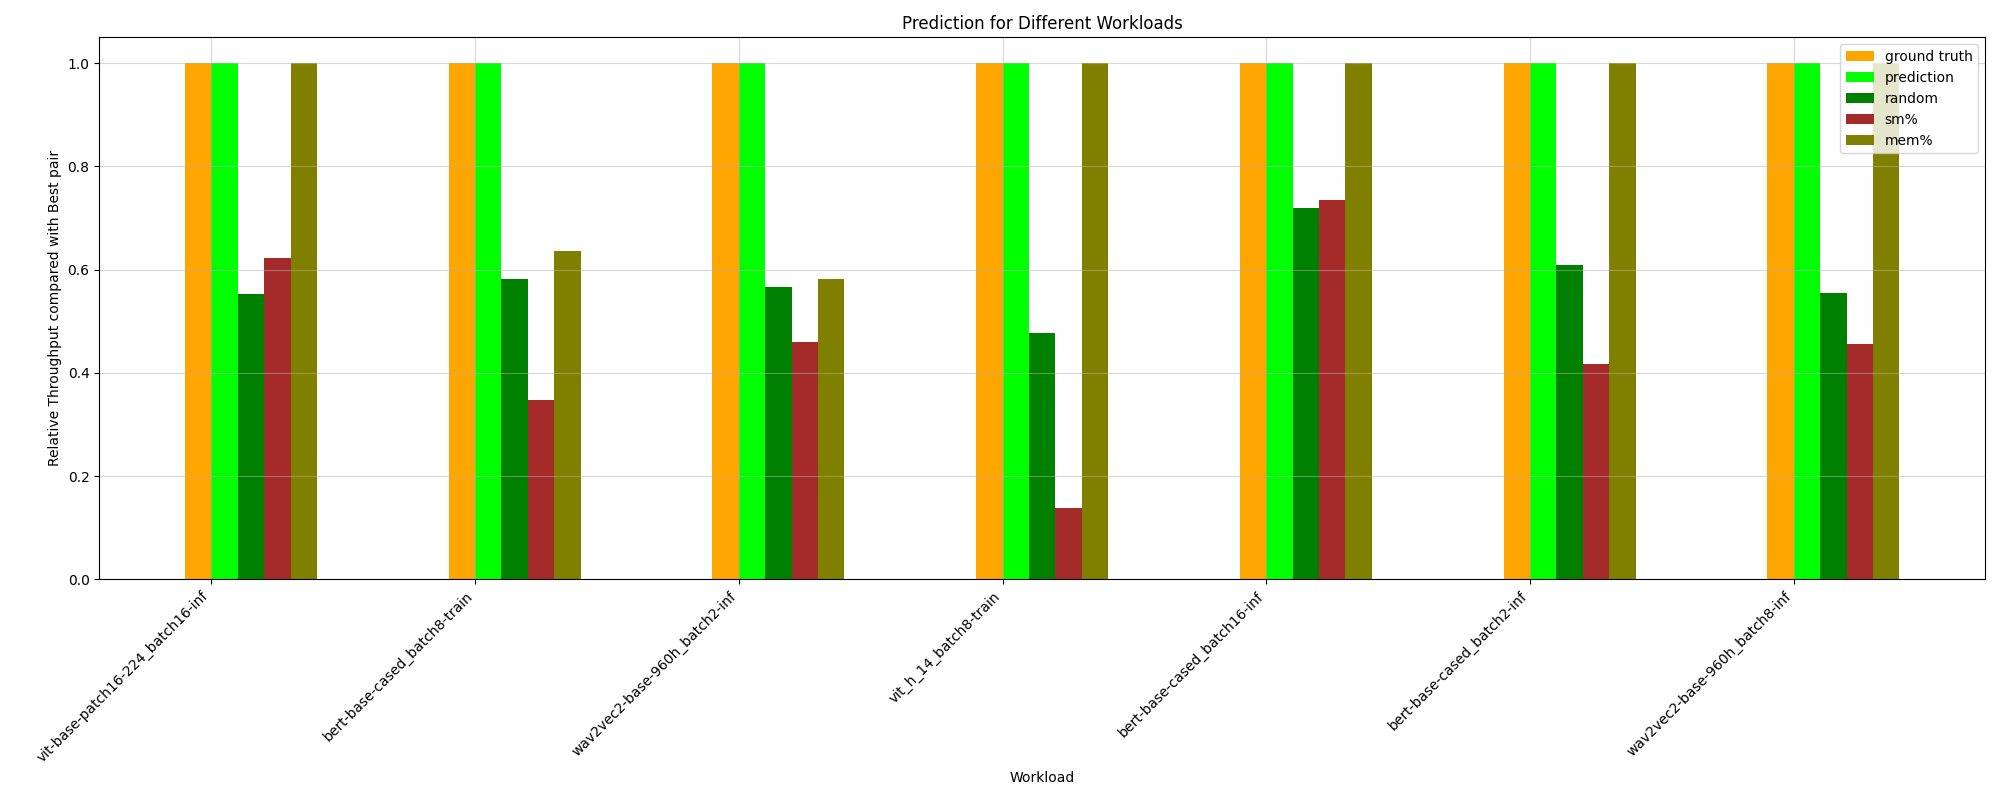 Prediction for Different Workloads
Relative Throughput compared with Best pair
1.0
0.8
0.6
0.4
0.2
0.0
ground truth
prediction
random
sm%
mem%
vit-base-patch16-224_batch16-inf
bert-base-cased_batch8-train
wav2vec2-base-960h_batch2-inf
vit_h_14_batch8-train
bert-base-cased_batch16-inf
bert-base-cased_batch2-inf
wav2vec2-base-960h_batch8-inf
Workload